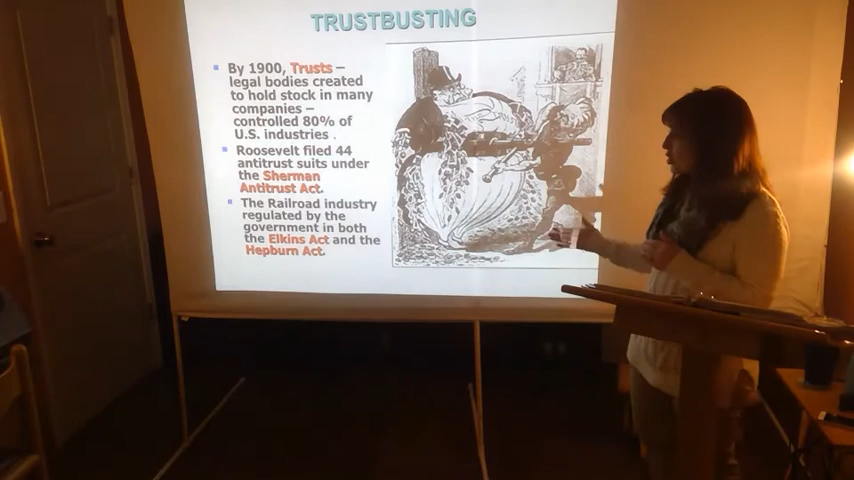 TRUSTBUSTING
By 1900, Trusts –
legal bodies created
to hold stock in many
companies –
controlled 80% of
U.S. industries .
Roosevelt filed 44
antitrust suits under
the Sherman
Antitrust Act.
The Railroad industry
regulated by the
government in both
the Elkins Act and the
Hepburn Act.